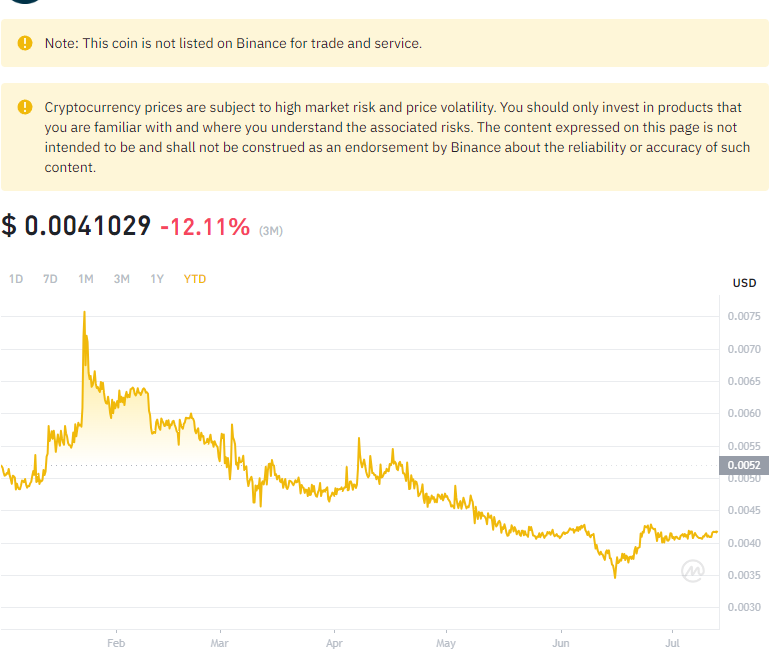 Note: This coin is not listed on Binance for trade and service.
Cryptocurrency prices are subject to high market risk and price volatility. You should only invest in products that
you are familiar with and where you understand the associated risks. The content expressed on this page is not
intended to be and shall not be construed as an endorsement by Binance about the reliability or accuracy of such
content.
$ 0.0041029 -12.11% (3M)
1D 7D 1M 3M 1Y YTD
USD
0.0075
0.0070
0.0065
0.0060
0.0055
0.0052
0.0050
0.0045
0.0040
0.0035
0.0030
Feb Mar Apr May Jun Jul